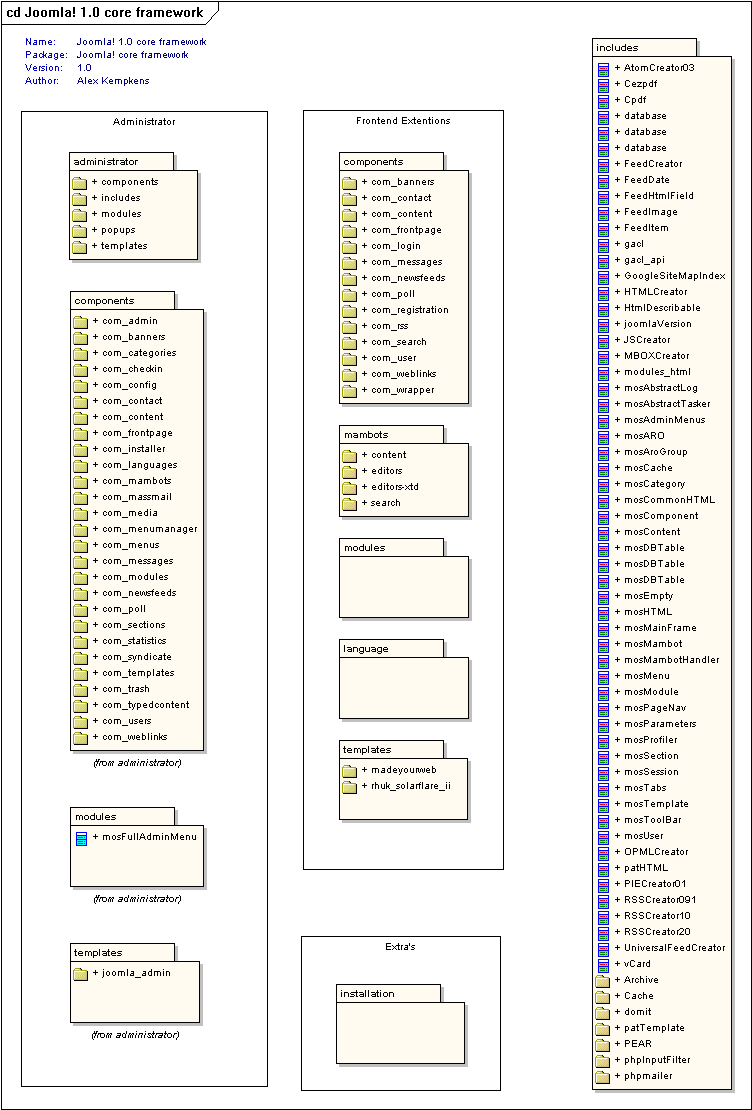 cd Joomla! 1.0 core framework
Name: Joomla! 1.0 core framework
Package: Joomla! core framework
Version: 1.0
Author: Alex Kempkens
Administrator
administrator
+ components
+ includes
+ modules
+ popups
+ templates
components
+ com_admin
+ com_banners
+ com_categories
+ com_checkin
+ com_config
+ com_contact
+ com_content
+ com_frontpage
+ com_installer
+ com_languages
+ com_mambots
+ com_massmail
+ com_media
+ com_menumanager
+ com_menus
+ com_messages
+ com_modules
+ com_newsfeeds
+ com_poll
+ com_sections
+ com_statistics
+ com_syndicate
+ com_templates
+ com_trash
+ com_typedcontent
+ com_users
+ com_weblinks
(from administrator)
modules
+ mosFullAdminMenu
(from administrator)
templates
+ joomla_admin
(from administrator)
Frontend Extentions
components
+ com_banners
+ com_contact
+ com_content
+ com_frontpage
+ com_login
+ com_messages
+ com_newsfeeds
+ com_poll
+ com_registration
+ com_rss
+ com_search
+ com_user
+ com_weblinks
+ com_wrapper
mambots
+ content
+ editors
+ editors-xtd
+ search
modules
language
templates
+ madeyourweb
+ rhuk_solarflare_ii
Extra's
installation
includes
+ AtomCreator03
+ Cezpdf
+ Cpdf
+ database
+ database
+ database
+ FeedCreator
+ FeedDate
+ FeedHtmlField
+ FeedImage
+ FeedItem
+ gacl
+ gacl_api
+ GoogleSiteMapIndex
+ HTMLCreator
+ HtmlDescribable
+ joomlaVersion
+ JSCreator
+ MBOXCreator
+ modules_html
+ mosAbstractLog
+ mosAbstractTasker
+ mosAdminMenus
+ mosARO
+ mosAroGroup
+ mosCache
+ mosCategory
+ mosCommonHTML
+ mosComponent
+ mosContent
+ mosDBTable
+ mosDBTable
+ mosDBTable
+ mosEmpty
+ mosHTML
+ mosMainFrame
+ mosMambot
+ mosMambotHandler
+ mosMenu
+ mosModule
+ mosPageNav
+ mosParameters
+ mosProfiler
+ mosSection
+ mosSession
+ mosTabs
+ mosTemplate
+ mosToolBar
+ mosUser
+ OPMLCreator
+ patHTML
+ PIECreator01
+ RSSCreator091
+ RSSCreator10
+ RSSCreator20
+ UniversalFeedCreator
+ vCard
+ Archive
+ Cache
+ domit
+ patTemplate
+ PEAR
+ phpInputFilter
+ phpmailer